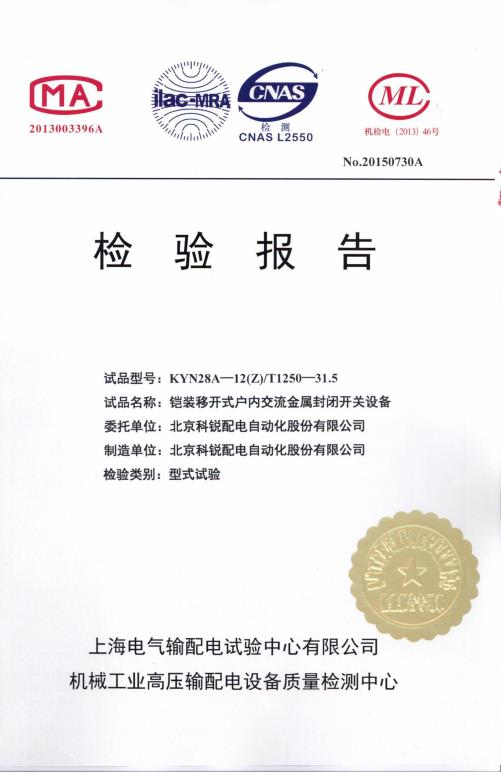 MA
2013003396A
ilac-MRA
CNAS
检 测
CNAS L2550
ML
机检电 (2013) 46号
No.20150730A
检 验 报 告
试品型号：KYN28A—12(Z)/T1250—31.5
试品名称：铠装移开式户内交流金属封闭开关设备
委托单位：北京科锐配电自动化股份有限公司
制造单位：北京科锐配电自动化股份有限公司
检验类别：型式试验
上海电气输配电试验中心有限公司
机械工业高压输配电设备质量检测中心